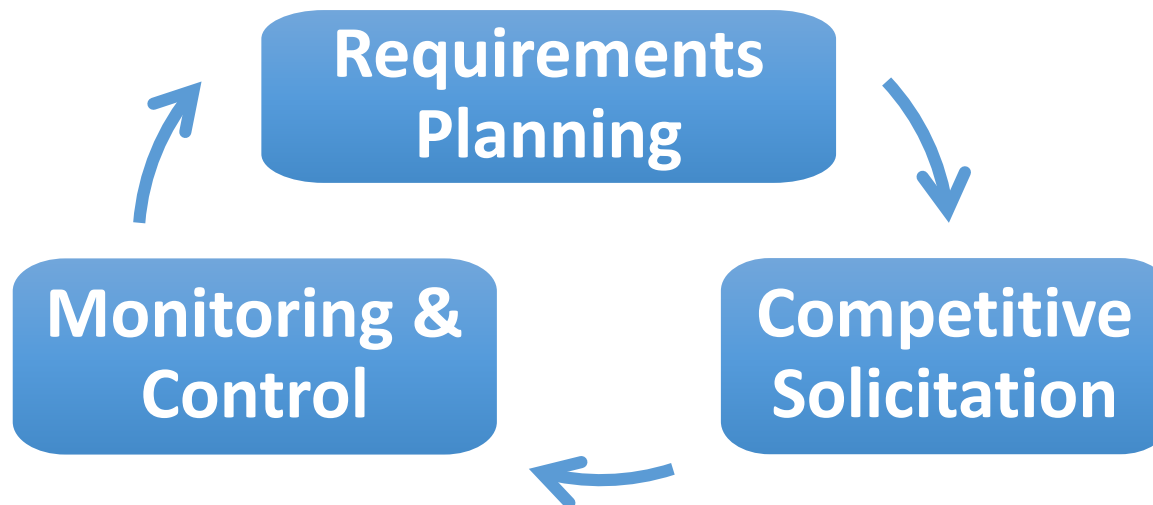 Requirements
Planning
Monitoring &
Control
Competitive
Solicitation